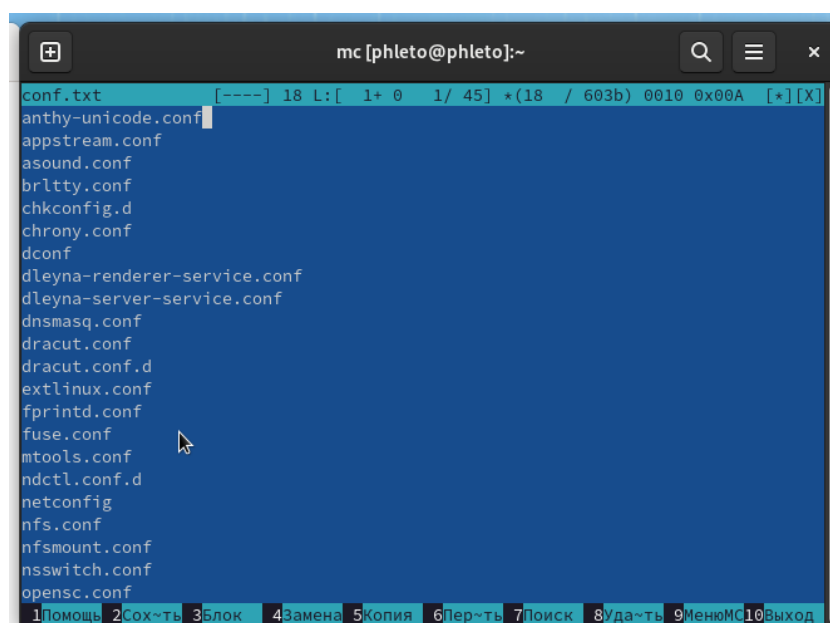 mc [phleto@phleto]:~
conf.txt [----] 18 L:[ 1+ 0 1/ 45] *(18 / 603b) 0010 0x00A [*][X]
anthy-unicode.conf
appstream.conf
asound.conf
brltty.conf
chkconfig.d
chrony.conf
dconf
dleyna-renderer-service.conf
dleyna-server-service.conf
dnsmasq.conf
dracut.conf
dracut.conf.d
extlinux.conf
fprintd.conf
fuse.conf
mtools.conf
ndctl.conf.d
netconfig
nfs.conf
nfsmount.conf
nsswitch.conf
opensc.conf
1Помощь 2Сох~ть 3Блок 4Замена 5Копия 6Пер~ть 7Поиск 8Уда~ть 9МенюMC10Выход